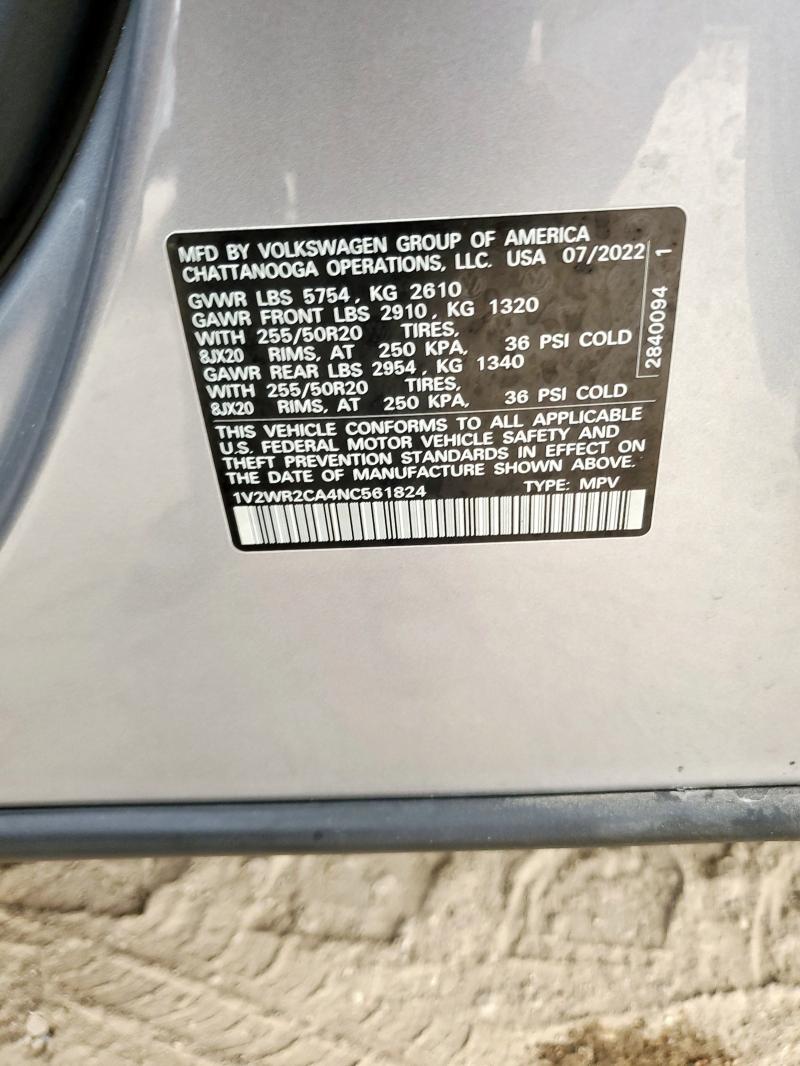 MFD BY VOLKSWAGEN GROUP OF AMERICA
CHATTANOOGA OPERATIONS, LLC. USA 07/2022
GVWR LBS 5754, KG 2610
GAWR FRONT LBS 2910, KG 1320
WITH 255/50R20 TIRES,
8JX20 RIMS, AT 250 KPA, 36 PSI COLD
GAWR REAR LBS 2954, KG 1340
WITH 255/50R20 TIRES,
8JX20 RIMS, AT 250 KPA, 36 PSI COLD
THIS VEHICLE CONFORMS TO ALL APPLICABLE
U.S. FEDERAL MOTOR VEHICLE SAFETY AND
THEFT PREVENTION STANDARDS IN EFFECT ON
THE DATE OF MANUFACTURE SHOWN ABOVE.
1V2WR2CA4NC561824 TYPE: MPV
2840094 1